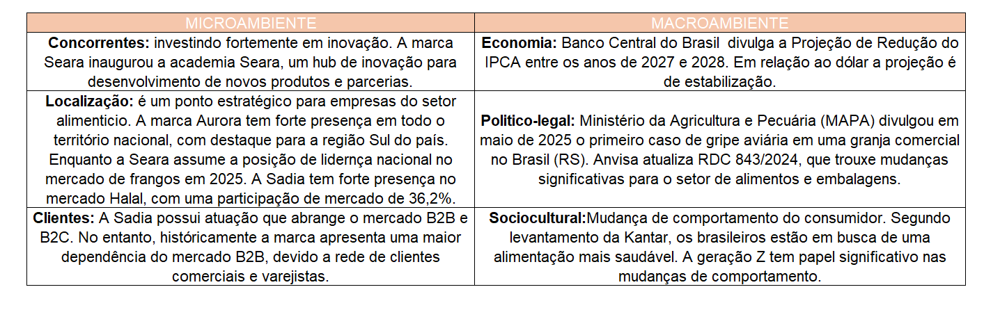 MICROAMBIENTE
MACROAMBIENTE
Concorrentes: investindo fortemente em inovação. A marca
Seara inaugurou a academia Seara, um hub de inovação para
desenvolvimento de novos produtos e parcerias.
Economia: Banco Central do Brasil  divulga a Projeção de Redução do
IPCA entre os anos de 2027 e 2028. Em relação ao dólar a projeção é
de estabilização.
Localização: é um ponto estratégico para empresas do setor
alimenticio. A marca Aurora tem forte presença em todo o
território nacional, com destaque para a região Sul do país.
Enquanto a Seara assume a posição de lidernça nacional no
mercado de frangos em 2025. A Sadia tem forte presença no
mercado Halal, com uma participação de mercado de 36,2%.
Politico-legal: Ministério da Agricultura e Pecuária (MAPA) divulgou em
maio de 2025 o primeiro caso de gripe aviária em uma granja comercial
no Brasil (RS). Anvisa atualiza RDC 843/2024, que trouxe mudanças
significativas para o setor de alimentos e embalagens.
Clientes: A Sadia possui atuação que abrange o mercado B2B e
B2C. No entanto, históricamente a marca apresenta uma maior
dependência do mercado B2B, devido a rede de clientes
comerciais e varejistas.
Sociocultural:Mudança de comportamento do consumidor. Segundo
levantamento da Kantar, os brasileiros estão em busca de uma
alimentação mais saudável. A geração Z tem papel significativo nas
mudanças de comportamento.